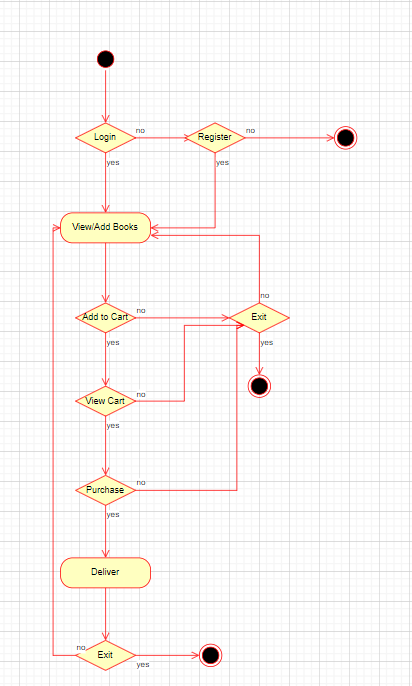 no
no
Login
Register
yes
yes
View/Add Books
no
no
Add to Cart
Exit
yes
yes
no
View Cart
yes
no
Purchase
yes
Deliver
no
Exit
yes